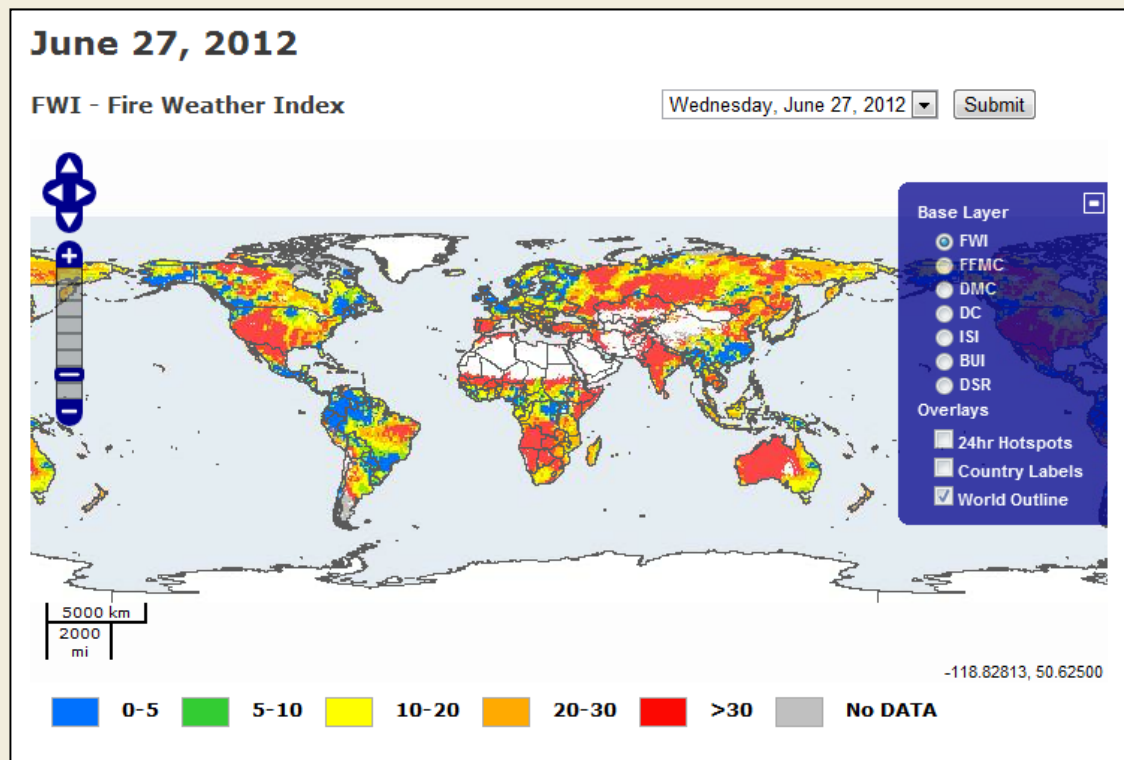 June 27, 2012
FWI - Fire Weather Index
Wednesday, June 27, 2012
Submit
Base Layer
FWI
FFMC
DMC
DC
ISI
BUI
DSR
Overlays
24hr Hotspots
Country Labels
World Outline
5000 km
2000
mi
-118.82813, 50.62500
0-5 5-10 10-20 20-30 >30 No DATA